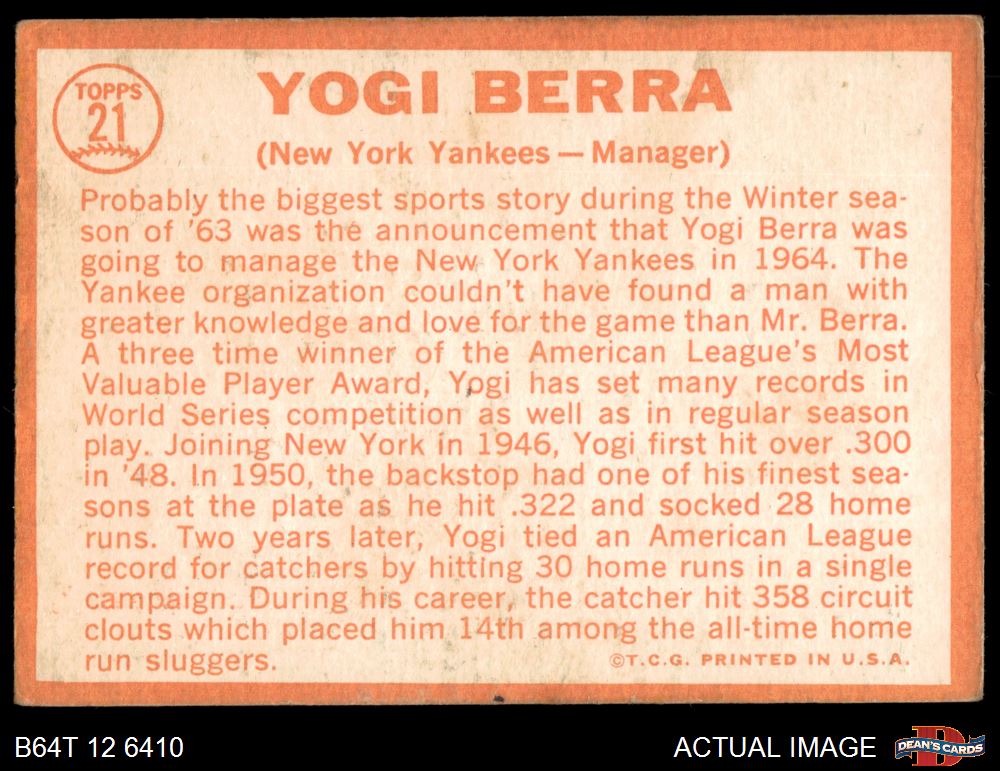 TOPPS
21
YOGI BERRA
(New York Yankees — Manager)
Probably the biggest sports story during the Winter sea-
son of '63 was the announcement that Yogi Berra was
going to manage the New York Yankees in 1964. The
Yankee organization couldn't have found a man with
greater knowledge and love for the game than Mr. Berra.
A three time winner of the American League's Most
Valuable Player Award, Yogi has set many records in
World Series competition as well as in regular season
play. Joining New York in 1946, Yogi first hit over .300
in '48. In 1950, the backstop had one of his finest sea-
sons at the plate as he hit .322 and socked 28 home
runs. Two years later, Yogi tied an American League
record for catchers by hitting 30 home runs in a single
campaign. During his career, the catcher hit 358 circuit
clouts which placed him 14th among the all-time home
run sluggers.
©T.C.G. PRINTED IN U.S.A.
B64T 12 6410
ACTUAL IMAGE
D
DEAN'S CARDS